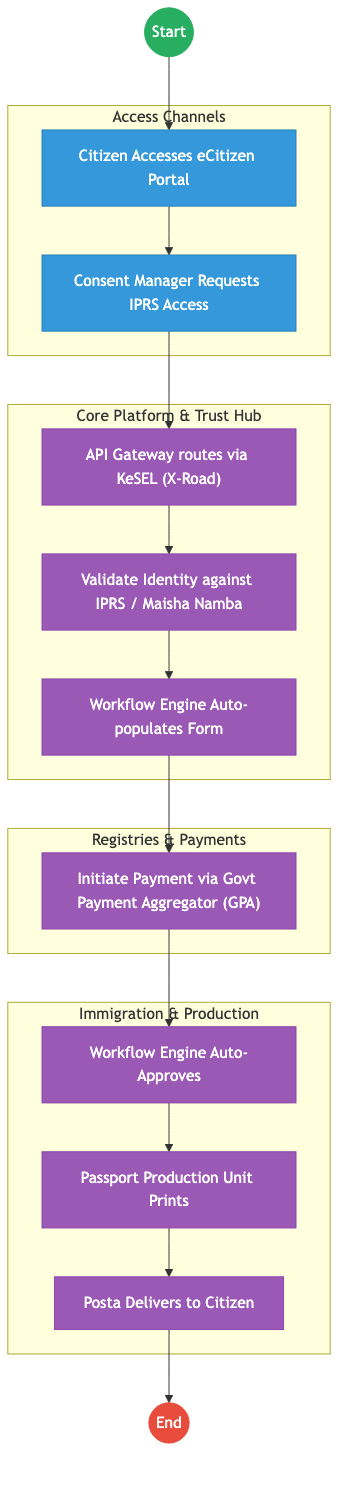 Start
Access Channels
Citizen Accesses eCitizen
Portal
Consent Manager Requests
IPRS Access
Core Platform & Trust Hub
API Gateway routes via
KeSEL (X-Road)
Validate Identity against
IPRS / Maisha Namba
Workflow Engine Auto-
populates Form
Registries & Payments
Initiate Payment via Govt
Payment Aggregator (GPA)
Immigration & Production
Workflow Engine Auto-
Approves
Passport Production Unit
Prints
Posta Delivers to Citizen
End